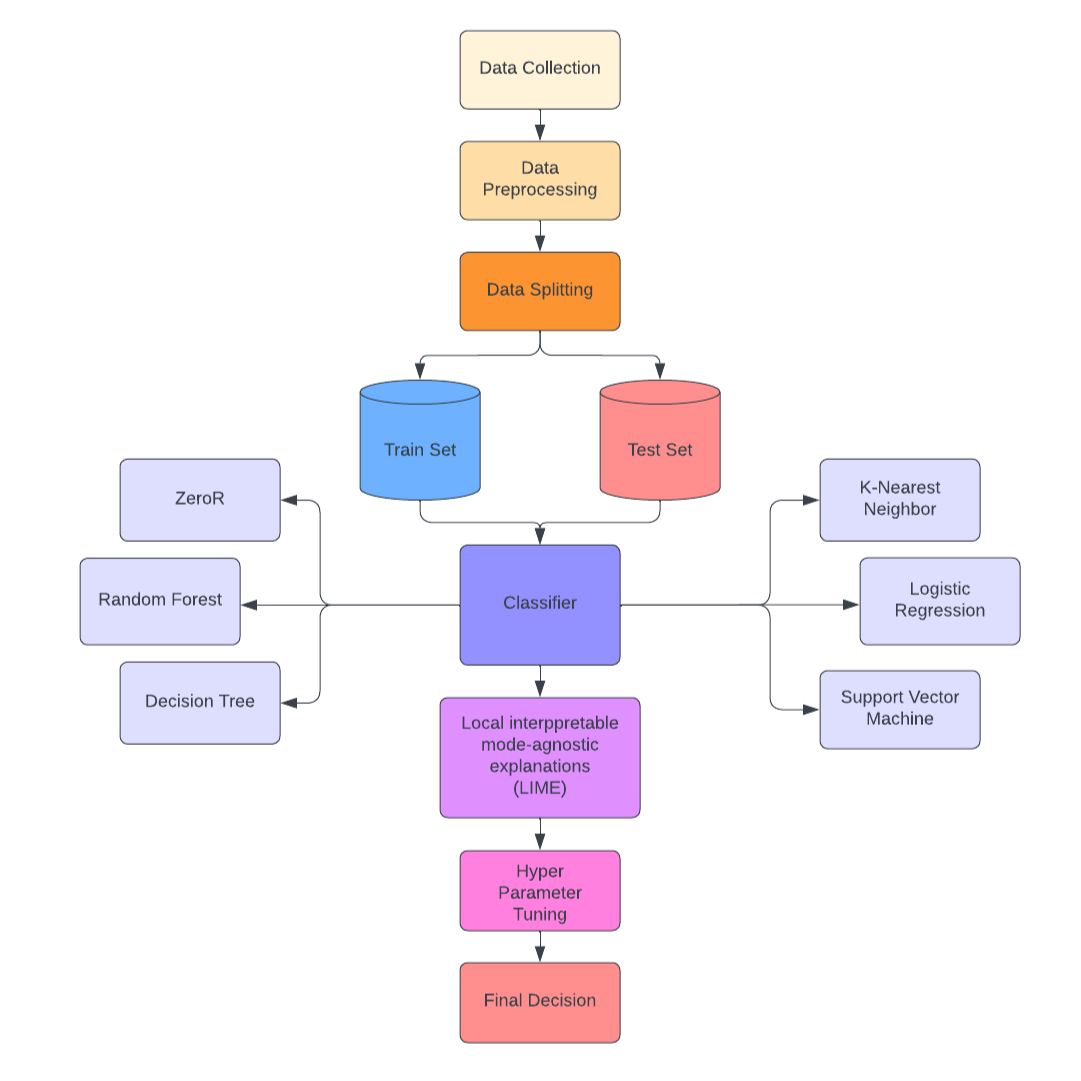 Data Collection
Data
Preprocessing
Data Splitting
Train Set
Test Set
ZeroR
Random Forest
Decision Tree
Classifier
K-Nearest
Neighbor
Logistic
Regression
Support Vector
Machine
Local interppretable
mode-agnostic
explanations
(LIME)
Hyper
Parameter
Tuning
Final Decision